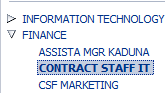 INFORMATION TECHNOLOGY
FINANCE
ASSISTA MGR KADUNA
CONTRACT STAFF IT
CSF MARKETING